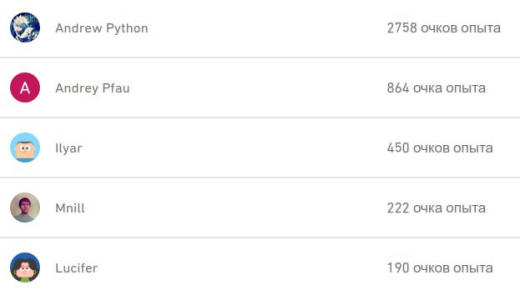 Andrew Python 2758 очков опыта
A Andrey Pfau 864 очка опыта
Ilyar 450 очков опыта
Mnill 222 очка опыта
Lucifer 190 очков опыта